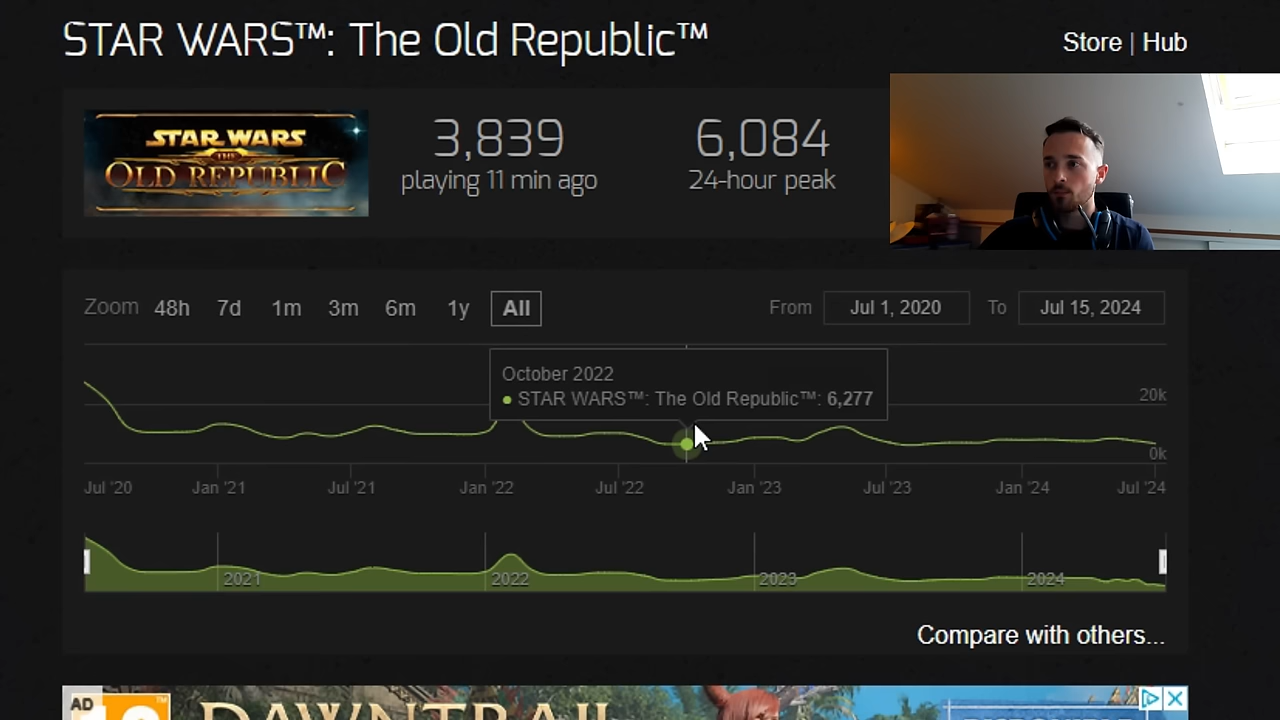 STAR WARS™: The Old Republic™
Store | Hub
STAR WARS
THE
OLD REPUBLIC
3,839
playing 11 min ago
6,084
24-hour peak
Zoom 48h 7d 1m 3m 6m 1y All
From Jul 1, 2020 To Jul 15, 2024
October 2022
● STAR WARS™: The Old Republic™: 6,277
20k
0k
Jul '20 Jan '21 Jul '21 Jan '22 Jul '22 Jan '23 Jul '23 Jan '24 Jul '24
2021 2022 2023 2024
Compare with others...
AD
DAWNTRAIL